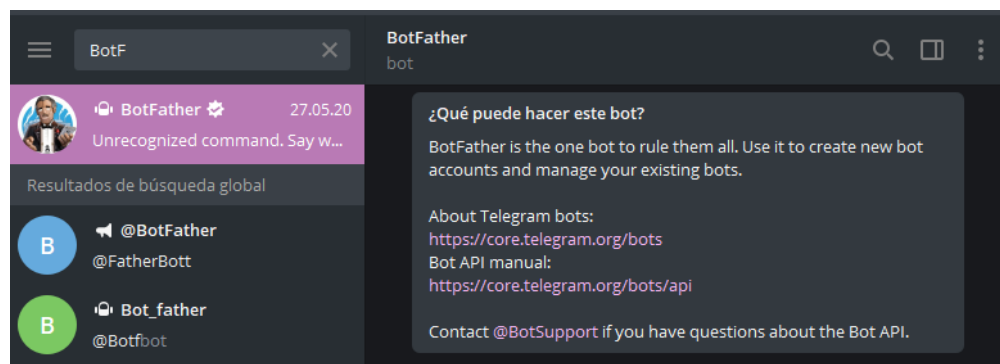 BotF
BotFather
27.05.20
Unrecognized command. Say w...
Resultados de búsqueda global
B
@BotFather
@FatherBott
B
Bot_father
@Botfbot
BotFather
bot
¿Qué puede hacer este bot?
BotFather is the one bot to rule them all. Use it to create new bot
accounts and manage your existing bots.
About Telegram bots:
https://core.telegram.org/bots
Bot API manual:
https://core.telegram.org/bots/api
Contact @BotSupport if you have questions about the Bot API.